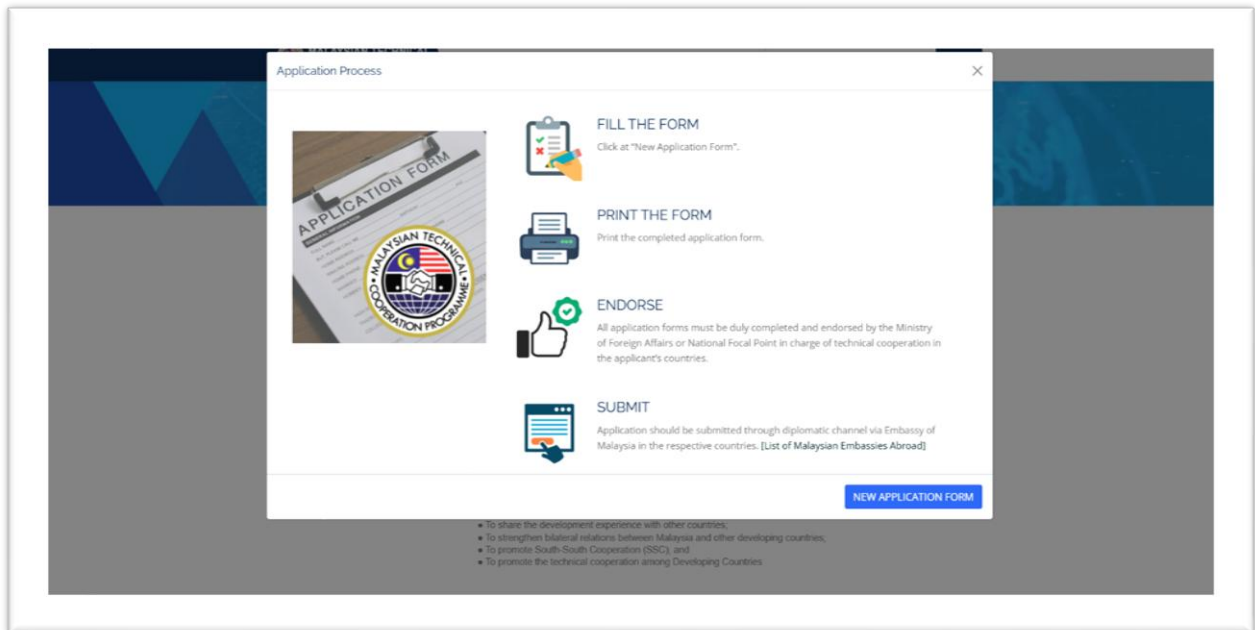 MALAYSIAN TECHNICAL
Application Process
APPLICATION FORM
MALAYSIAN TECHNICAL
COOPERATION PROGRAMME
FILL THE FORM
Click at "New Application Form".
PRINT THE FORM
Print the completed application form.
ENDORSE
All application forms must be duly completed and endorsed by the Ministry
of Foreign Affairs or National Focal Point in charge of technical cooperation in
the applicant's countries.
SUBMIT
Application should be submitted through diplomatic channel via Embassy of
Malaysia in the respective countries. [List of Malaysian Embassies Abroad]
NEW APPLICATION FORM
● To share the development experience with other countries;
● To strengthen bilateral relations between Malaysia and other developing countries;
● To promote South-South Cooperation (SSC), and
● To promote the technical cooperation among Developing Countries